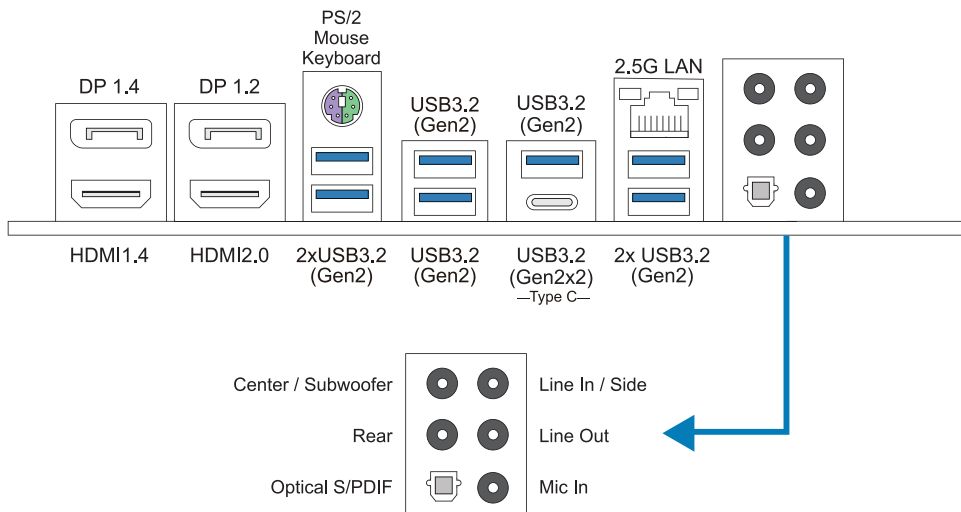 PS/2
Mouse
Keyboard
DP 1.4
DP 1.2
USB3.2
(Gen2)
USB3.2
(Gen2)
2.5G LAN
HDMI1.4
HDMI2.0
2xUSB3.2
(Gen2)
USB3.2
(Gen2)
USB3.2
(Gen2x2)
—Type C—
2x USB3.2
(Gen2)
Center / Subwoofer
Line In / Side
Rear
Line Out
Optical S/PDIF
Mic In